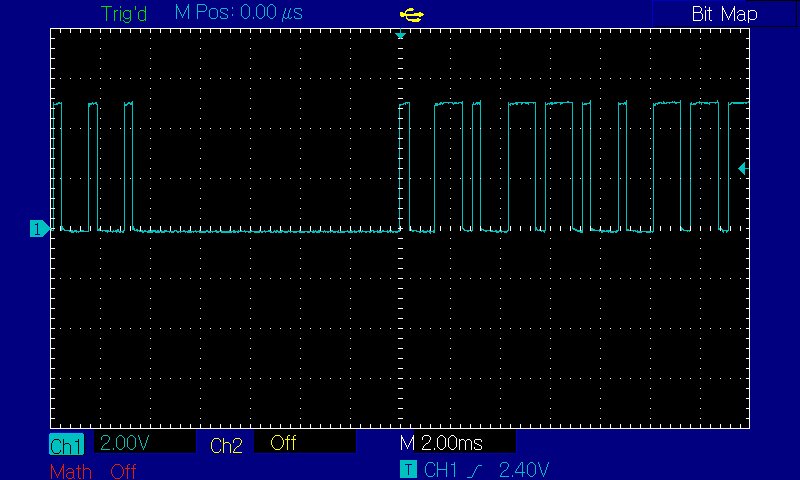 Trig'd M Pos: 0.00 μs Bit Map
1
Ch1 2.00V Ch2 Off M 2.00ms
Math Off T CH1 2.40V